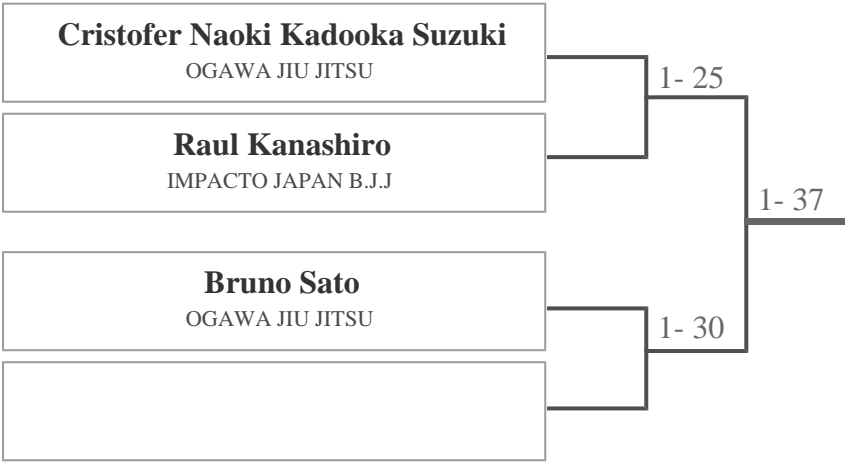 Cristofer Naoki Kadooka Suzuki
OGAWA JIU JITSU
1- 25
Raul Kanashiro
IMPACTO JAPAN B.J.J
1- 37
Bruno Sato
OGAWA JIU JITSU
1- 30